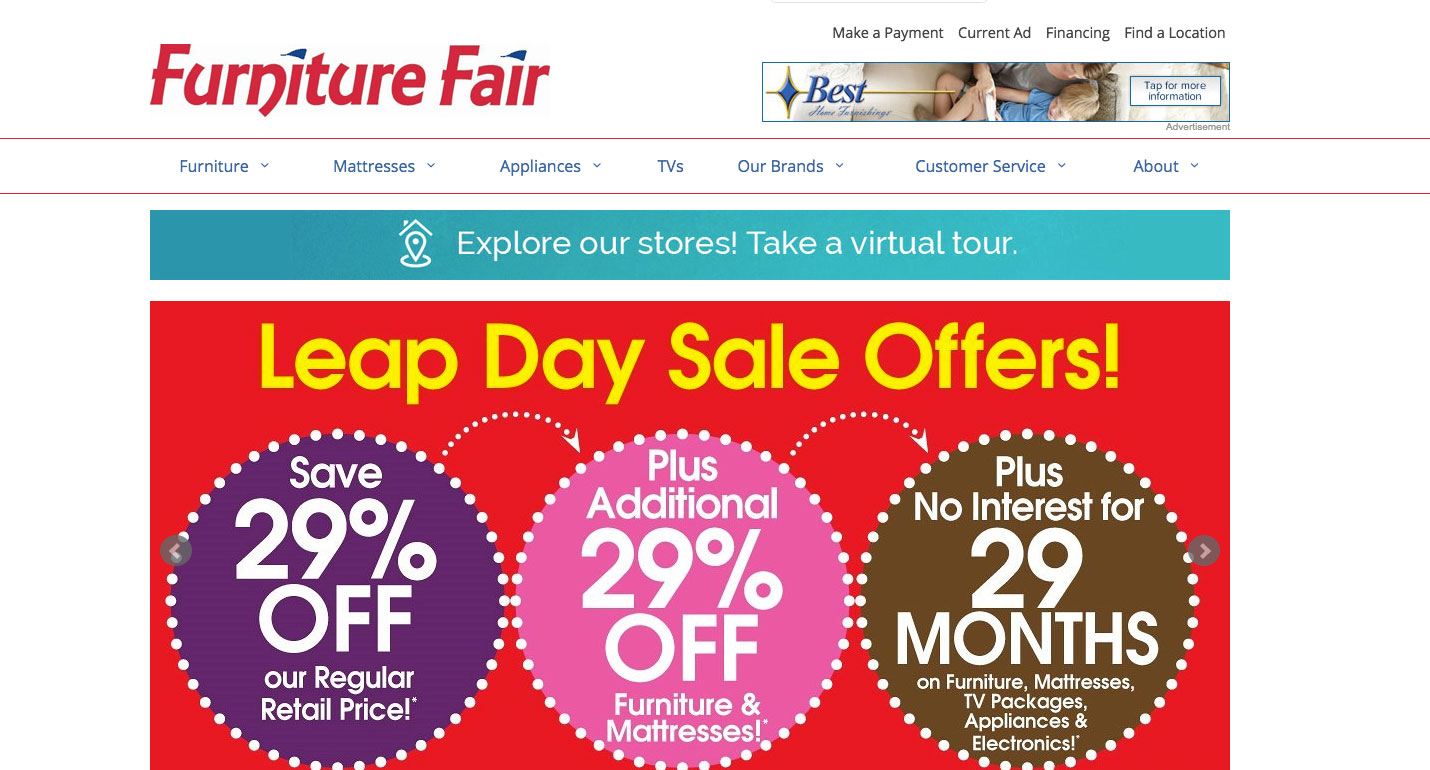 Make a Payment Current Ad Financing Find a Location
Furniture Fair
Best
Home Furnishings
Tap for more
information
Advertisement
Furniture Mattresses Appliances TVs Our Brands Customer Service About
Explore our stores! Take a virtual tour.
Leap Day Sale Offers!
Save
29%
OFF
our Regular
Retail Price!*
Plus
Additional
29%
OFF
Furniture &
Mattresses!*
Plus
No Interest for
29
MONTHS
on Furniture, Mattresses,
TV Packages,
Appliances &
Electronics!*